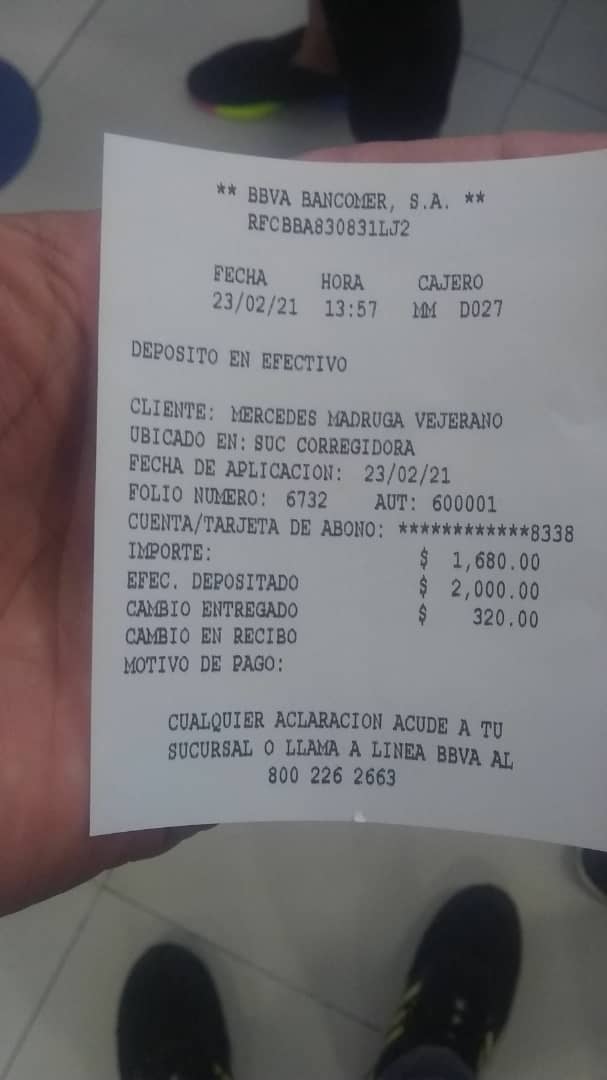 ** BBVA BANCOMER, S.A. **
RFCBBA830831LJ2
FECHA HORA CAJERO
23/02/21 13:57 MM D027
DEPOSITO EN EFECTIVO
CLIENTE: MERCEDES MADRUGA VEJERANO
UBICADO EN: SUC CORREGIDORA
FECHA DE APLICACION: 23/02/21
FOLIO NUMERO: 6732 AUT: 600001
CUENTA/TARJETA DE ABONO: ************8338
IMPORTE: $ 1,680.00
EFEC. DEPOSITADO $ 2,000.00
CAMBIO ENTREGADO $ 320.00
CAMBIO EN RECIBO
MOTIVO DE PAGO:
CUALQUIER ACLARACION ACUDE A TU
SUCURSAL O LLAMA A LINEA BBVA AL
800 226 2663